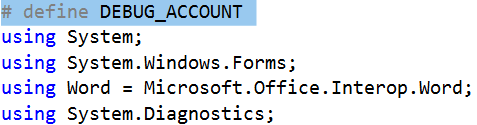 # define DEBUG_ACCOUNT
using System;
using System.Windows.Forms;
using Word = Microsoft.Office.Interop.Word;
using System.Diagnostics;